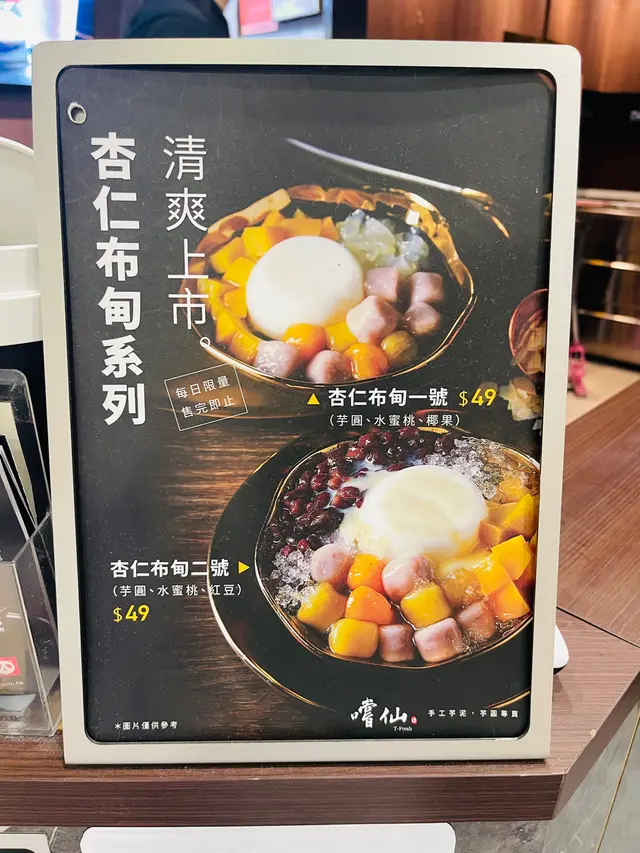 清爽上市。
杏仁布甸系列
每日限量
售完即止
▲ 杏仁布甸一號 $49
(芋圓、水蜜桃、椰果)
杏仁布甸二號 ▶
(芋圓、水蜜桃、紅豆)
$49
*圖片僅供參考
嚐仙
T-Fresh
手工芋泥，芋圓專賣